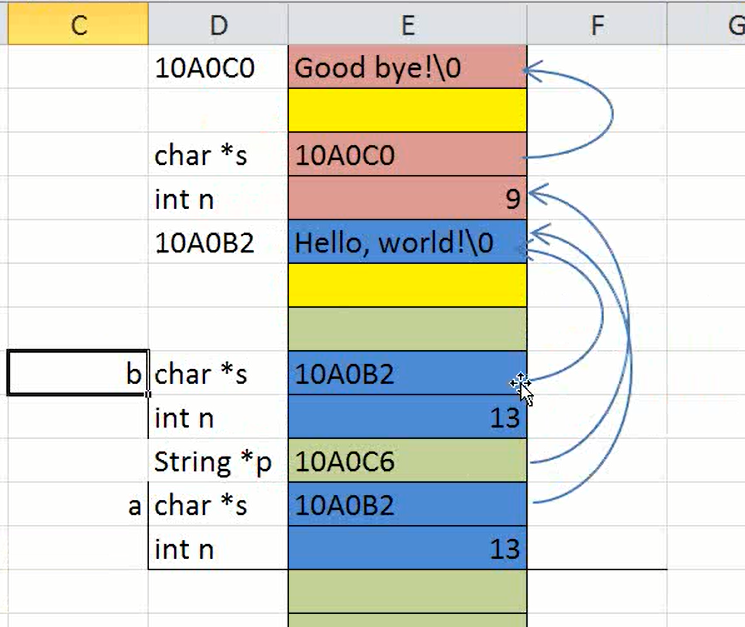 C D E F G
10A0C0 Good bye!\0
char *s 10A0C0
int n 9
10A0B2 Hello, world!\0
b char *s 10A0B2
int n 13
String *p 10A0C6
a char *s 10A0B2
int n 13